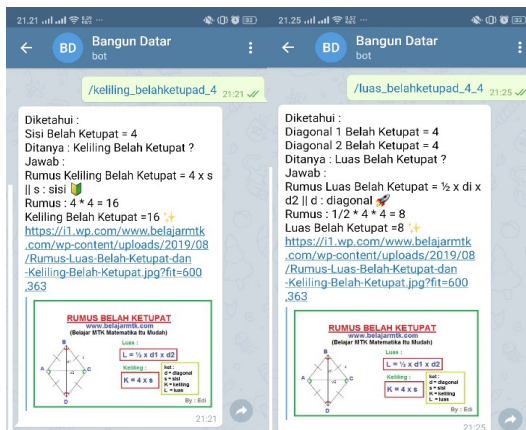 21.21
Bangun Datar
BD
bot
/keliling_belahketupad_4 21:21
Diketahui :
Sisi Belah Ketupat = 4
Ditanya : Keliling Belah Ketupat ?
Jawab :
Rumus Keliling Belah Ketupat = 4 x s
|| s : sisi 🔰
Rumus : 4 * 4 = 16
Keliling Belah Ketupat =16 ✨
https://i1.wp.com/www.belajarmtk
.com/wp-content/uploads/2019/08
/Rumus-Luas-Belah-Ketupat-dan
-Keliling-Belah-Ketupat.jpg?fit=600
,363
RUMUS BELAH KETUPAT
www.belajarmtk.com
(Belajar MTK Matematika Itu Mudah)
Luas :
L = ½ x d1 x d2
Keliling :
K = 4 x s
ket :
d = diagonal
s = sisi
K = keliling
L = luas
A
B
C
D
By : Edi
21:21
21.25
Bangun Datar
BD
bot
/luas_belahketupad_4_4 21:25
Diketahui :
Diagonal 1 Belah Ketupat = 4
Diagonal 2 Belah Ketupat = 4
Ditanya : Luas Belah Ketupat ?
Jawab :
Rumus Luas Belah Ketupat = ½ x di x
d2 || d : diagonal 🚀
Rumus : 1/2 * 4 * 4 = 8
Luas Belah Ketupat =8 ✨
https://i1.wp.com/www.belajarmtk
.com/wp-content/uploads/2019/08
/Rumus-Luas-Belah-Ketupat-dan
-Keliling-Belah-Ketupat.jpg?fit=600
,363
RUMUS BELAH KETUPAT
www.belajarmtk.com
(Belajar MTK Matematika Itu Mudah)
Luas :
L = ½ x d1 x d2
Keliling :
K = 4 x s
ket :
d = diagonal
s = sisi
K = keliling
L = luas
A
B
C
D
By : Edi
21:25